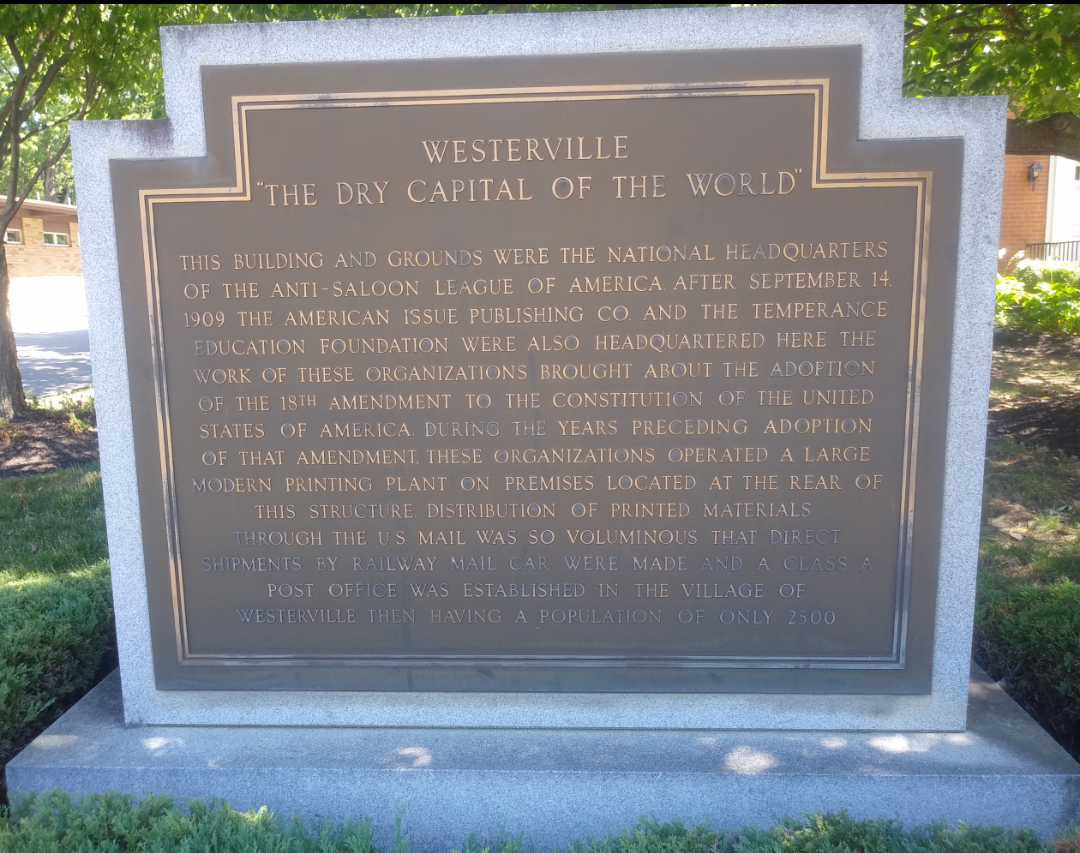 WESTERVILLE
"THE DRY CAPITAL OF THE WORLD"
THIS BUILDING AND GROUNDS WERE THE NATIONAL HEADQUARTERS
OF THE ANTI-SALOON LEAGUE OF AMERICA. AFTER SEPTEMBER 14,
1909 THE AMERICAN ISSUE PUBLISHING CO. AND THE TEMPERANCE
EDUCATION FOUNDATION WERE ALSO HEADQUARTERED HERE. THE
WORK OF THESE ORGANIZATIONS BROUGHT ABOUT THE ADOPTION
OF THE 18TH AMENDMENT TO THE CONSTITUTION OF THE UNITED
STATES OF AMERICA. DURING THE YEARS PRECEDING ADOPTION
OF THAT AMENDMENT, THESE ORGANIZATIONS OPERATED A LARGE
MODERN PRINTING PLANT ON PREMISES LOCATED AT THE REAR OF
THIS STRUCTURE. DISTRIBUTION OF PRINTED MATERIALS
THROUGH THE U.S. MAIL WAS SO VOLUMINOUS THAT DIRECT
SHIPMENTS BY RAILWAY MAIL CAR WERE MADE AND A CLASS A
POST OFFICE WAS ESTABLISHED IN THE VILLAGE OF
WESTERVILLE, THEN HAVING A POPULATION OF ONLY 2500